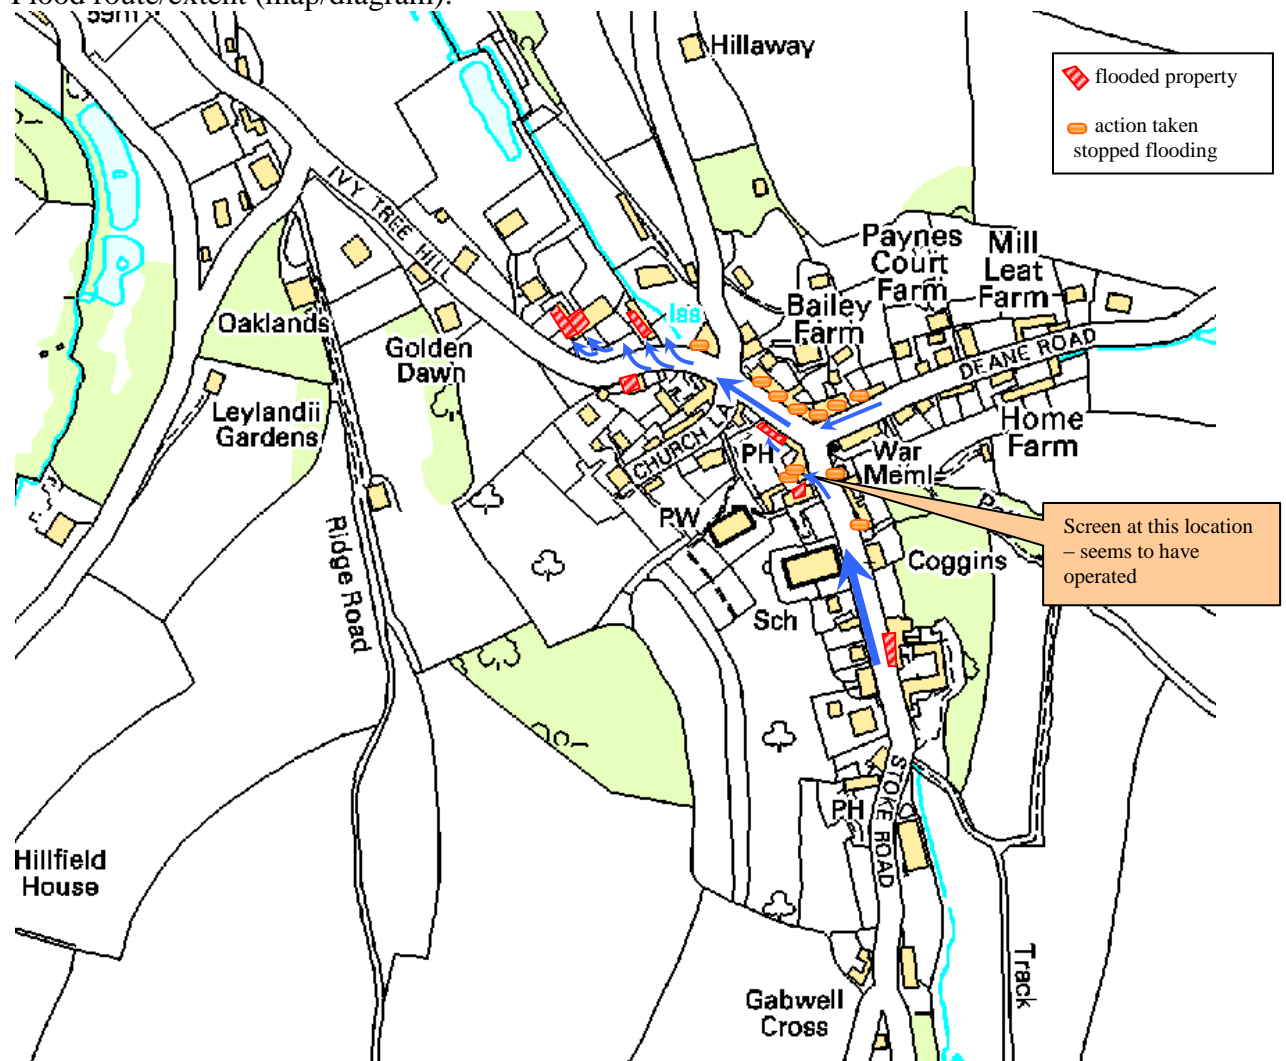 Flood route/extent (map/diagram):
59m
Hillaway
flooded property
action taken
stopped flooding
IVY TREE HILL
Paynes
Court
Farm
Mill
Leat
Farm
Bailey
Farm
Iss
Oaklands
Golden
Dawn
DEANE ROAD
Leylandii
Gardens
CHURCH LA
PH
War
Meml
Home
Farm
PW
Ridge Road
Coggins
Screen at this location
– seems to have
operated
Sch
STOKE ROAD
PH
Hillfield
House
Track
Gabwell
Cross